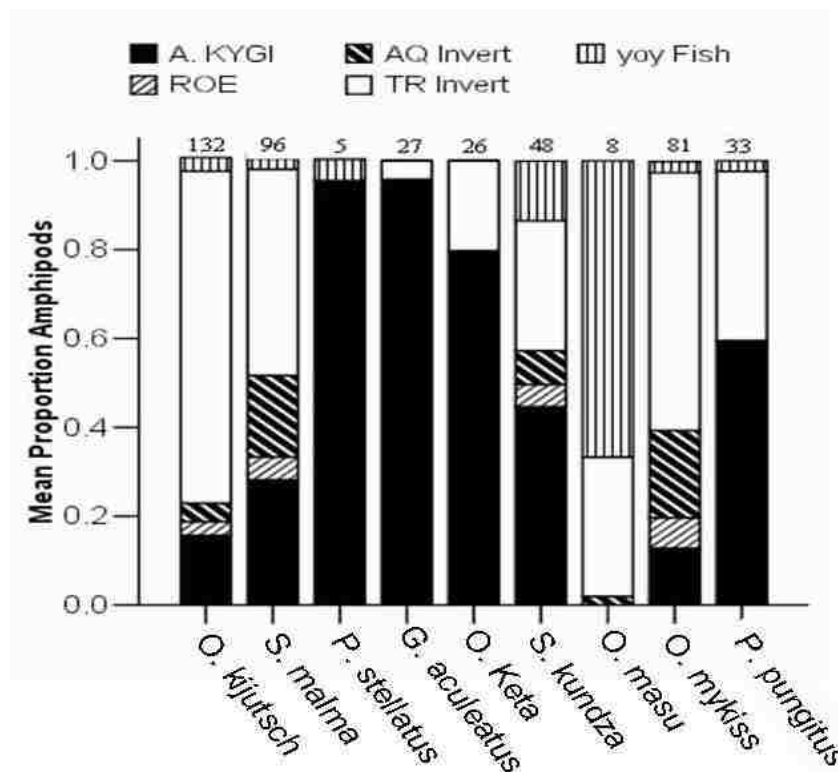 A. KYGI AQ Invert yoy Fish
ROE TR Invert
132 96 5 27 26 48 8 81 33
Mean Proportion Amphipods
1.0
0.8
0.6
0.4
0.2
0.0
O. kijutsch
S. malma
P. stellatus
G. aculeatus
O. Keta
S. kundza
O. masu
O. mykiss
P. pungitus